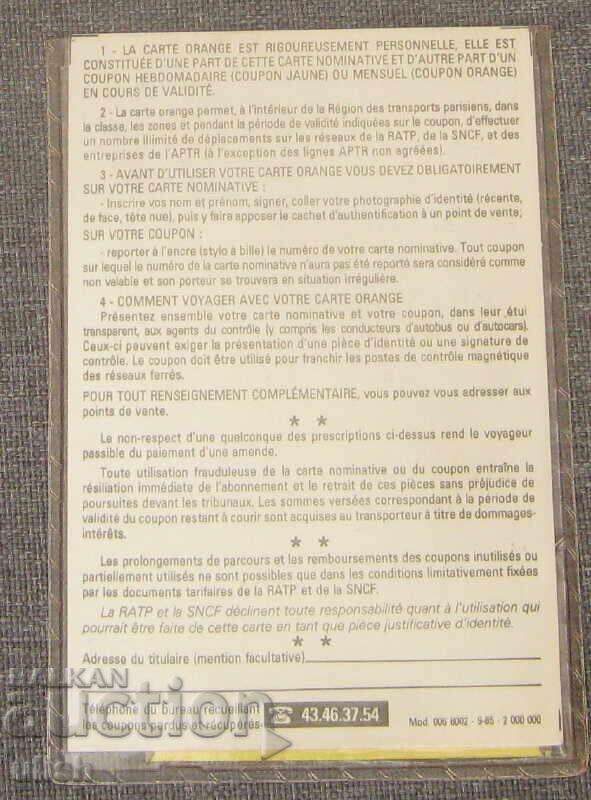 1 - LA CARTE ORANGE EST RIGOUREUSEMENT PERSONNELLE, ELLE EST
CONSTITUÉE D'UNE PART DE CETTE CARTE NOMINATIVE ET D'AUTRE PART D'UN
COUPON HEBDOMADAIRE (COUPON JAUNE) OU MENSUEL (COUPON ORANGE)
EN COURS DE VALIDITÉ.
2 - La carte orange permet, à l'intérieur de la Région des transports parisiens, dans
la classe, les zones et pendant la période de validité indiquées sur le coupon, d'effectuer
un nombre illimité de déplacements sur les réseaux de la RATP, de la SNCF, et des
entreprises de l'APTR (à l'exception des lignes APTR non agréées).
3 - AVANT D'UTILISER VOTRE CARTE ORANGE VOUS DEVEZ OBLIGATOIREMENT
SUR VOTRE CARTE NOMINATIVE :
- Inscrire vos nom et prénom, signer, coller votre photographie d'identité (récente,
de face, tête nue), puis y faire apposer le cachet d'authentification à un point de vente;
SUR VOTRE COUPON :
- reporter à l'encre (stylo à bille) le numéro de votre carte nominative. Tout coupon
sur lequel le numéro de la carte nominative n'aura pas été reporté sera considéré comme
non valable et son porteur se trouvera en situation irrégulière.
4 - COMMENT VOYAGER AVEC VOTRE CARTE ORANGE
Présentez ensemble votre carte nominative et votre coupon, dans leur étui
transparent, aux agents du contrôle (y compris les conducteurs d'autobus ou d'autocars).
Ceux-ci peuvent exiger la présentation d'une pièce d'identité ou une signature de
contrôle. Le coupon doit être utilisé pour franchir les postes de contrôle magnétique
des réseaux ferrés.
POUR TOUT RENSEIGNEMENT COMPLÉMENTAIRE, vous pouvez vous adresser aux
points de vente.
* *
Le non-respect d'une quelconque des prescriptions ci-dessus rend le voyageur
passible du paiement d'une amende.
Toute utilisation frauduleuse de la carte nominative ou du coupon entraîne la
résiliation immédiate de l'abonnement et le retrait de ces pièces sans préjudice de
poursuites devant les tribunaux. Les sommes versées correspondant à la période de
validité du coupon restant à courir sont acquises au transporteur à titre de dommages-
intérêts.
* *
Les prolongements de parcours et les remboursements des coupons inutilisés ou
partiellement utilisés ne sont possibles que dans les conditions limitativement fixées
par les documents tarifaires de la RATP et de la SNCF.
La RATP et la SNCF déclinent toute responsabilité quant à l'utilisation qui
pourrait être faite de cette carte en tant que pièce justificative d'identité.
* *
Adresse du titulaire (mention facultative)
Téléphone du bureau recueillant
les coupons perdus et récupérés ☎ 43.46.37.54
Mod. 006 6002 - 9-85 - 2 000 000
BALKAN
auction